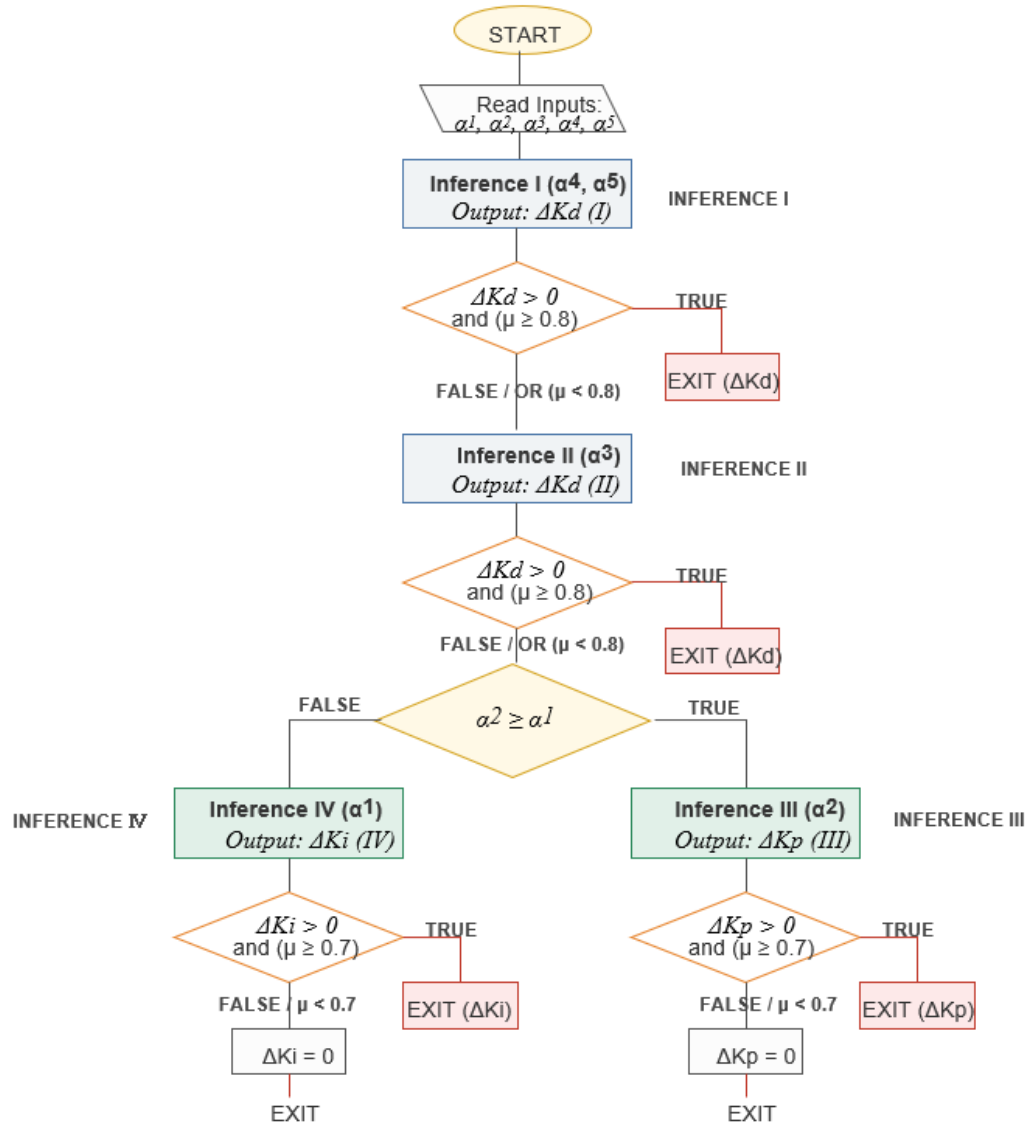 START
Read Inputs:
α1, α2, α3, α4, α5
Inference I (α4, α5)
Output: ΔKd (I)
INFERENCE I
ΔKd > 0
and (μ ≥ 0.8)
TRUE
EXIT (ΔKd)
FALSE / OR (μ < 0.8)
Inference II (α3)
Output: ΔKd (II)
INFERENCE II
ΔKd > 0
and (μ ≥ 0.8)
TRUE
EXIT (ΔKd)
FALSE / OR (μ < 0.8)
α2 ≥ α1
FALSE
TRUE
INFERENCE IV
Inference IV (α1)
Output: ΔKi (IV)
Inference III (α2)
Output: ΔKp (III)
INFERENCE III
ΔKi > 0
and (μ ≥ 0.7)
TRUE
ΔKp > 0
and (μ ≥ 0.7)
TRUE
FALSE / μ < 0.7
EXIT (ΔKi)
FALSE / μ < 0.7
EXIT (ΔKp)
ΔKi = 0
ΔKp = 0
EXIT
EXIT